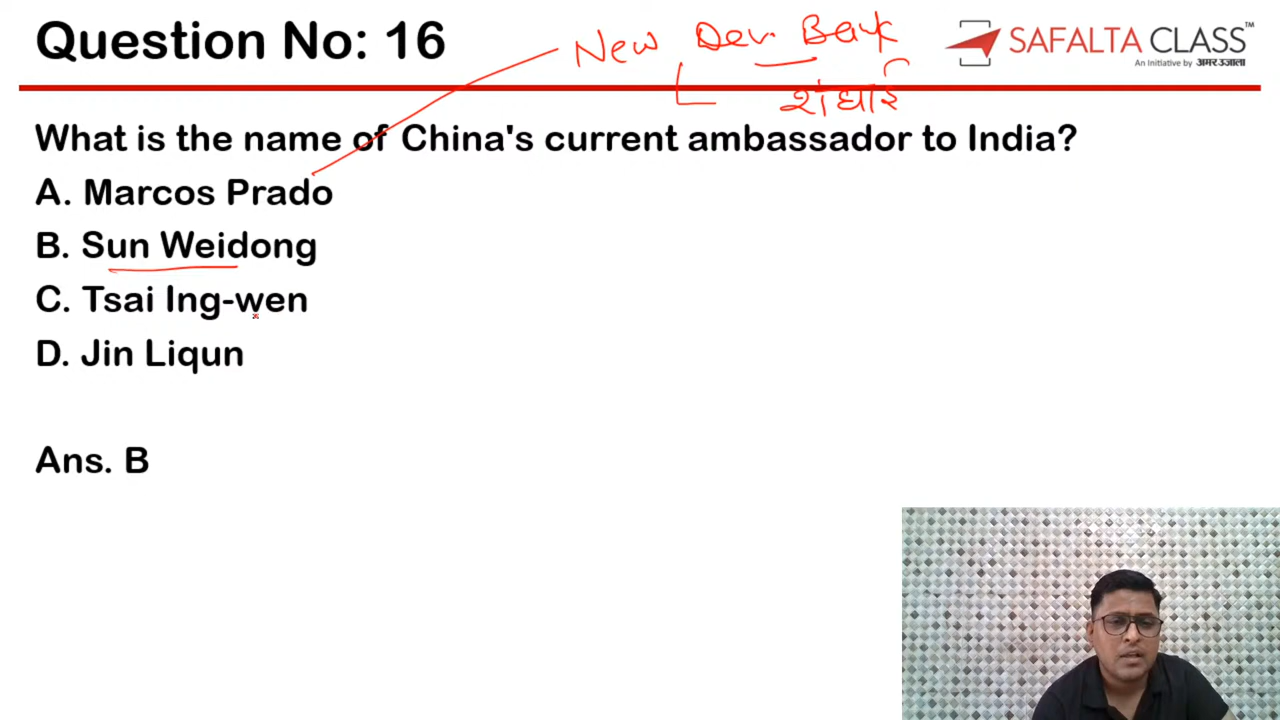 Question No: 16
New Dev. Bank
शंघाई
SAFALTA CLASS™
An Initiative by अमर उजाला
What is the name of China's current ambassador to India?
A. Marcos Prado
B. Sun Weidong
C. Tsai Ing-wen
D. Jin Liqun
Ans. B